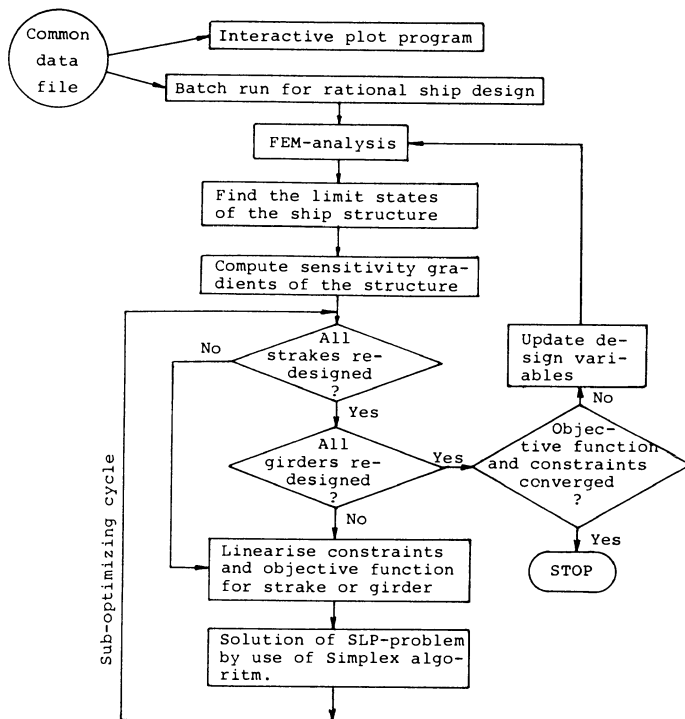 Common
data
file
Interactive plot program
Batch run for rational ship design
FEM-analysis
Find the limit states
of the ship structure
Compute sensitivity gra-
dients of the structure
All
strakes re-
designed
?
No
Yes
All
girders re-
designed
?
Yes
No
Update de-
sign vari-
ables
No
Objec-
tive function
and constraints
converged
?
Yes
STOP
Linearise constraints
and objective function
for strake or girder
Solution of SLP-problem
by use of Simplex algo-
ritm.
Sub-optimizing cycle